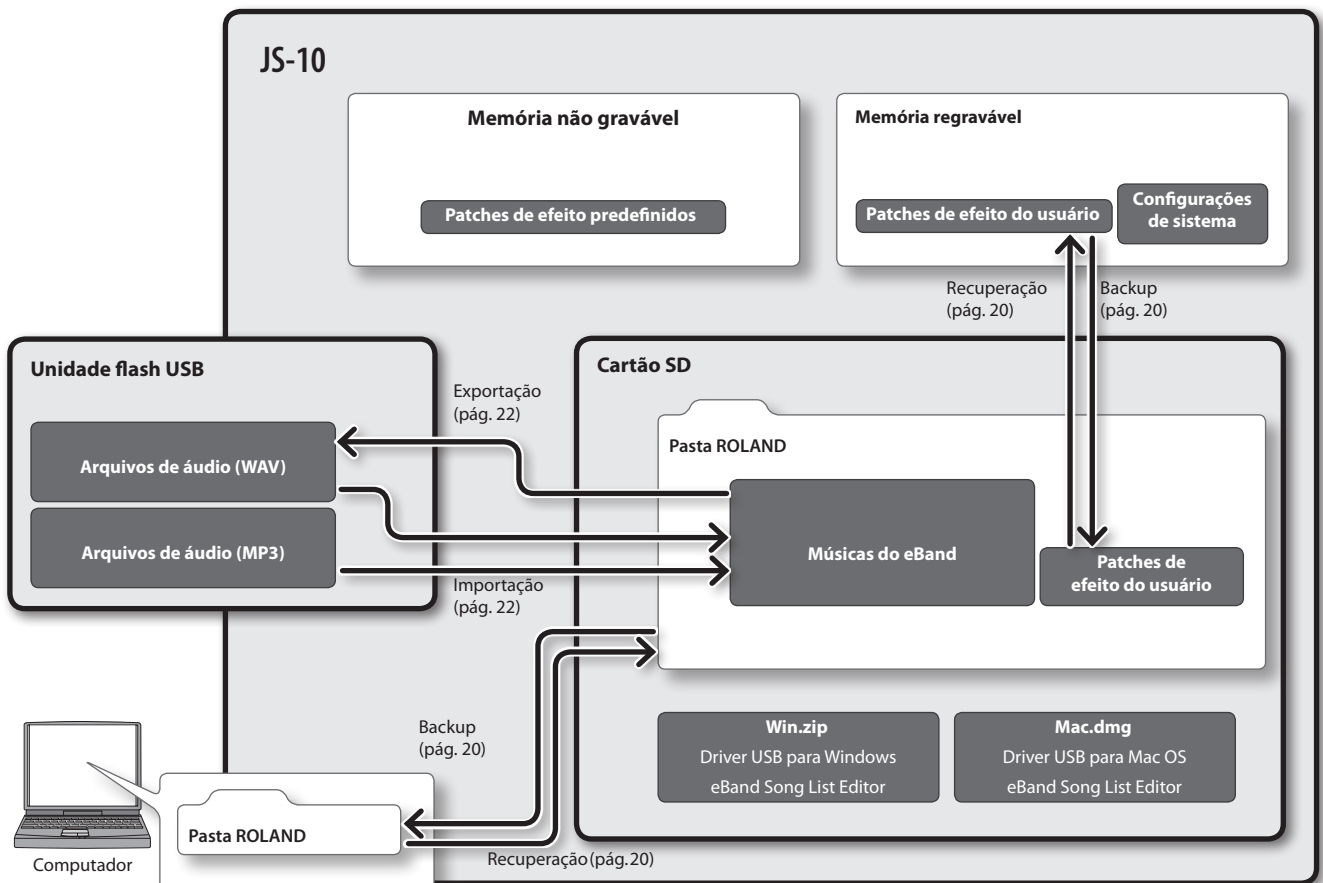 JS-10
Memória não gravável
Patches de efeito predefinidos
Memória regravável
Patches de efeito do usuário
Configurações
de sistema
Recuperação
(pág. 20)
Backup
(pág. 20)
Unidade flash USB
Arquivos de áudio (WAV)
Arquivos de áudio (MP3)
Exportação
(pág. 22)
Importação
(pág. 22)
Cartão SD
Pasta ROLAND
Músicas do eBand
Patches de
efeito do usuário
Win.zip
Driver USB para Windows
eBand Song List Editor
Mac.dmg
Driver USB para Mac OS
eBand Song List Editor
Backup
(pág. 20)
Pasta ROLAND
Recuperação (pág.20)
Computador